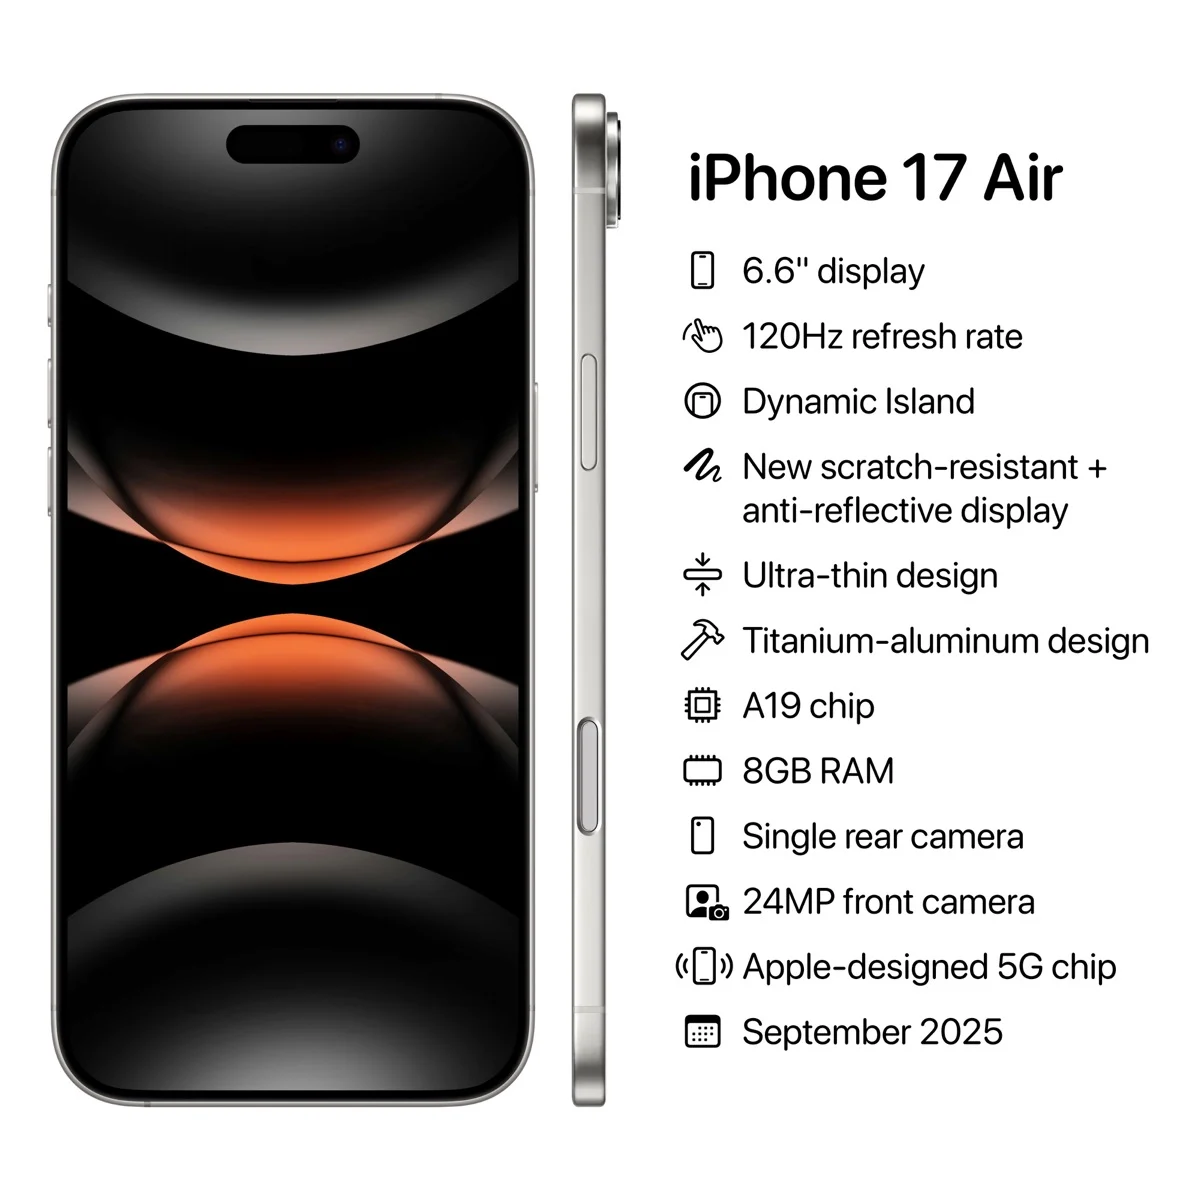 iPhone 17 Air
6.6" display
120Hz refresh rate
Dynamic Island
New scratch-resistant +
anti-reflective display
Ultra-thin design
Titanium-aluminum design
A19 chip
8GB RAM
Single rear camera
24MP front camera
Apple-designed 5G chip
September 2025